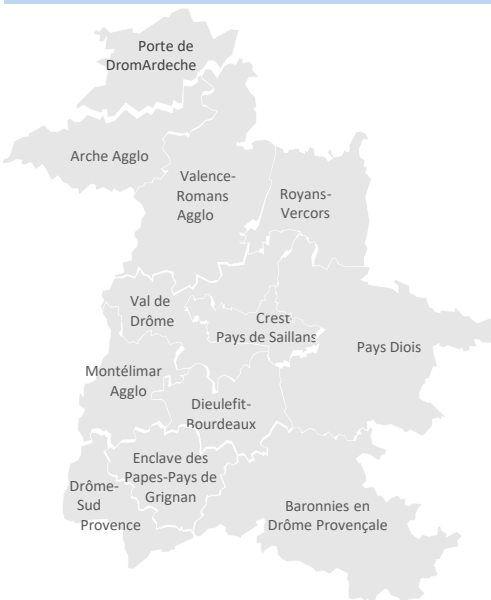 Porte de
DromArdeche
Arche Agglo
Valence-
Romans
Agglo
Royans-
Vercors
Val de
Drôme
Crest
Pays de Saillans
Pays Diois
Montélimar
Agglo
Dieulefit-
Bourdeaux
Enclave des
Papes-Pays de
Grignan
Drôme-
Sud
Provence
Baronnies en
Drôme Provençale